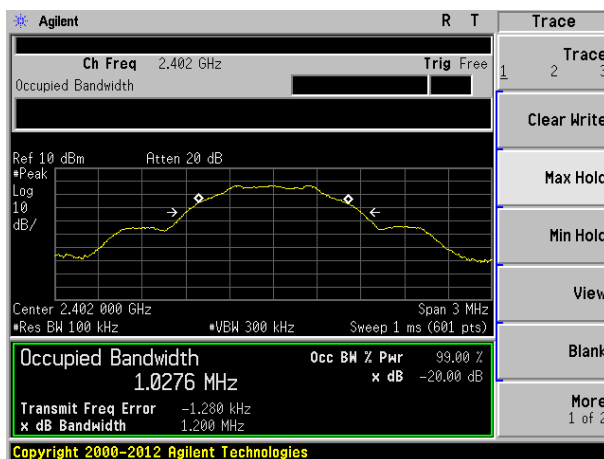 Agilent R T Trace
Ch Freq 2.402 GHz Trig Free
Occupied Bandwidth
Trace
1 2 3
Clear Write
Max Hold
Min Hold
View
Blank
More
1 of 2
Ref 10 dBm Atten 20 dB
#Peak
Log
10
dB/
Center 2.402 000 GHz Span 3 MHz
#Res BW 100 kHz #VBW 300 kHz Sweep 1 ms (601 pts)
Occupied Bandwidth Occ BW % Pwr 99.00 %
1.0276 MHz x dB -20.00 dB
Transmit Freq Error -1.280 kHz
x dB Bandwidth 1.200 MHz
Copyright 2000-2012 Agilent Technologies